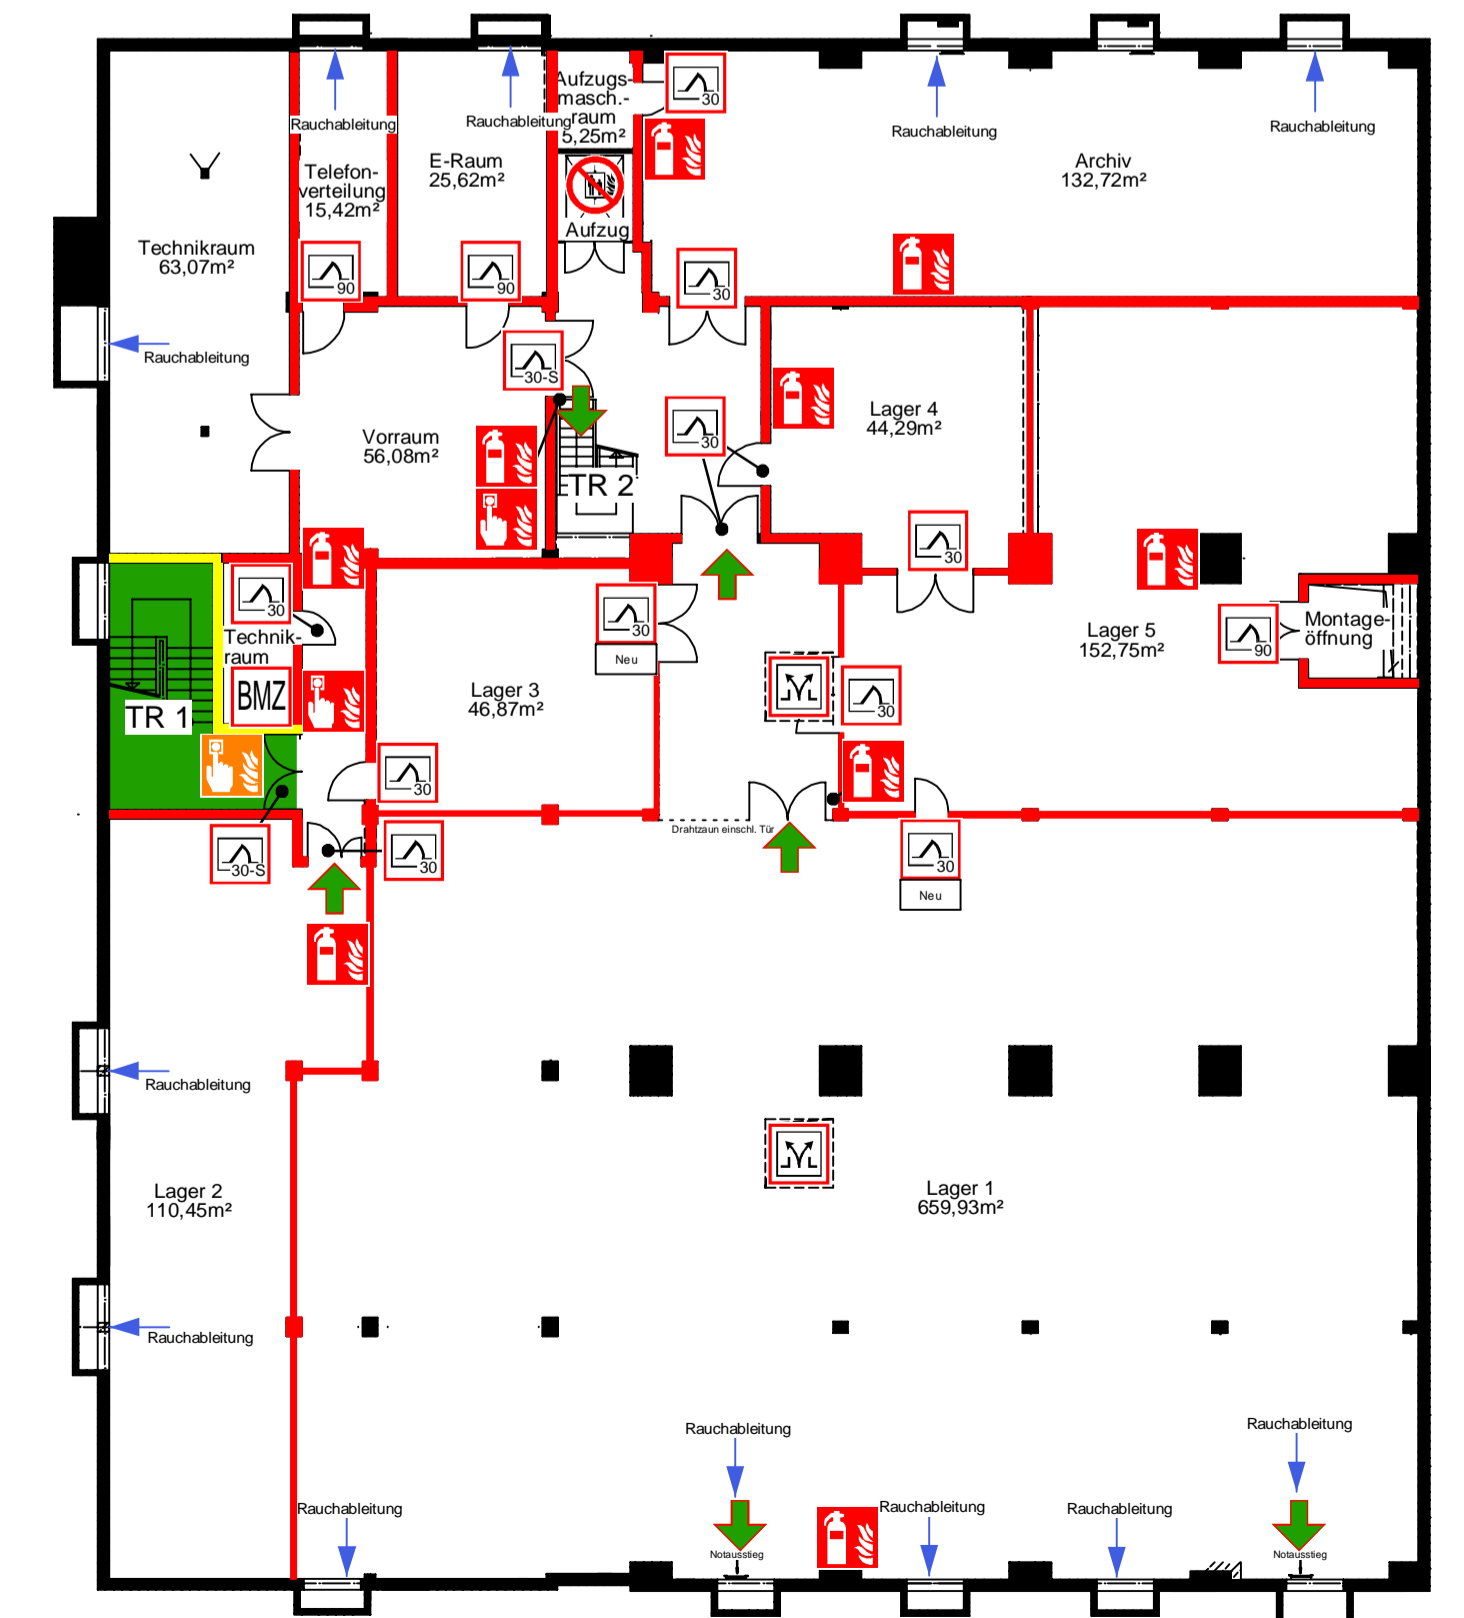 Rauchableitung
Rauchableitung
Aufzugs-
masch.-
raum
5,25m²
30
Rauchableitung
Rauchableitung
Telefon-
verteilung
15,42m²
E-Raum
25,62m²
Archiv
132,72m²
Aufzug
Technikraum
63,07m²
90
90
30
Rauchableitung
30-S
Vorraum
56,08m²
30
Lager 4
44,29m²
TR 2
30
30
Technik-
raum
BMZ
TR 1
30
Neu
Lager 3
46,87m²
30
Lager 5
152,75m²
90
Montage-
öffnung
30
Drahtzaun einschl. Tür
30-S
30
30
Neu
Rauchableitung
Lager 2
110,45m²
Lager 1
659,93m²
Rauchableitung
Rauchableitung
Rauchableitung
Rauchableitung
Rauchableitung
Rauchableitung
Notausstieg
Notausstieg